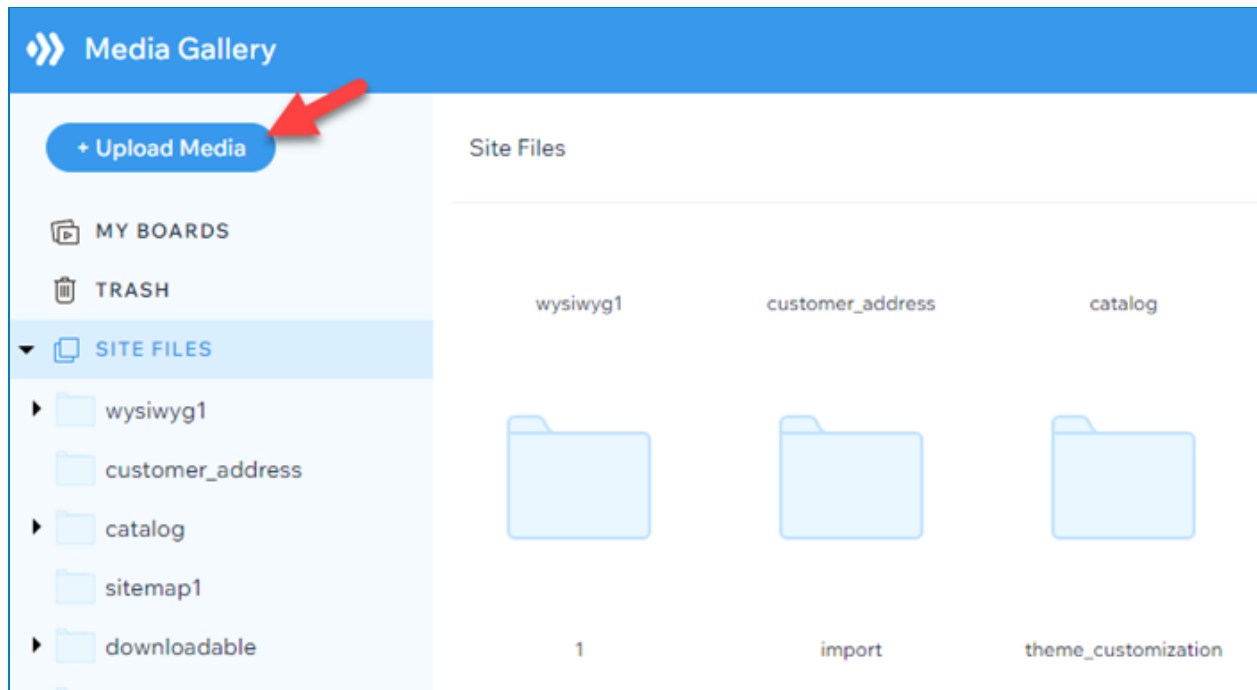 Media Gallery
+ Upload Media
MY BOARDS
TRASH
SITE FILES
wysiwyg1
customer_address
catalog
sitemap1
downloadable
Site Files
wysiwyg1
customer_address
catalog
1
import
theme_customization